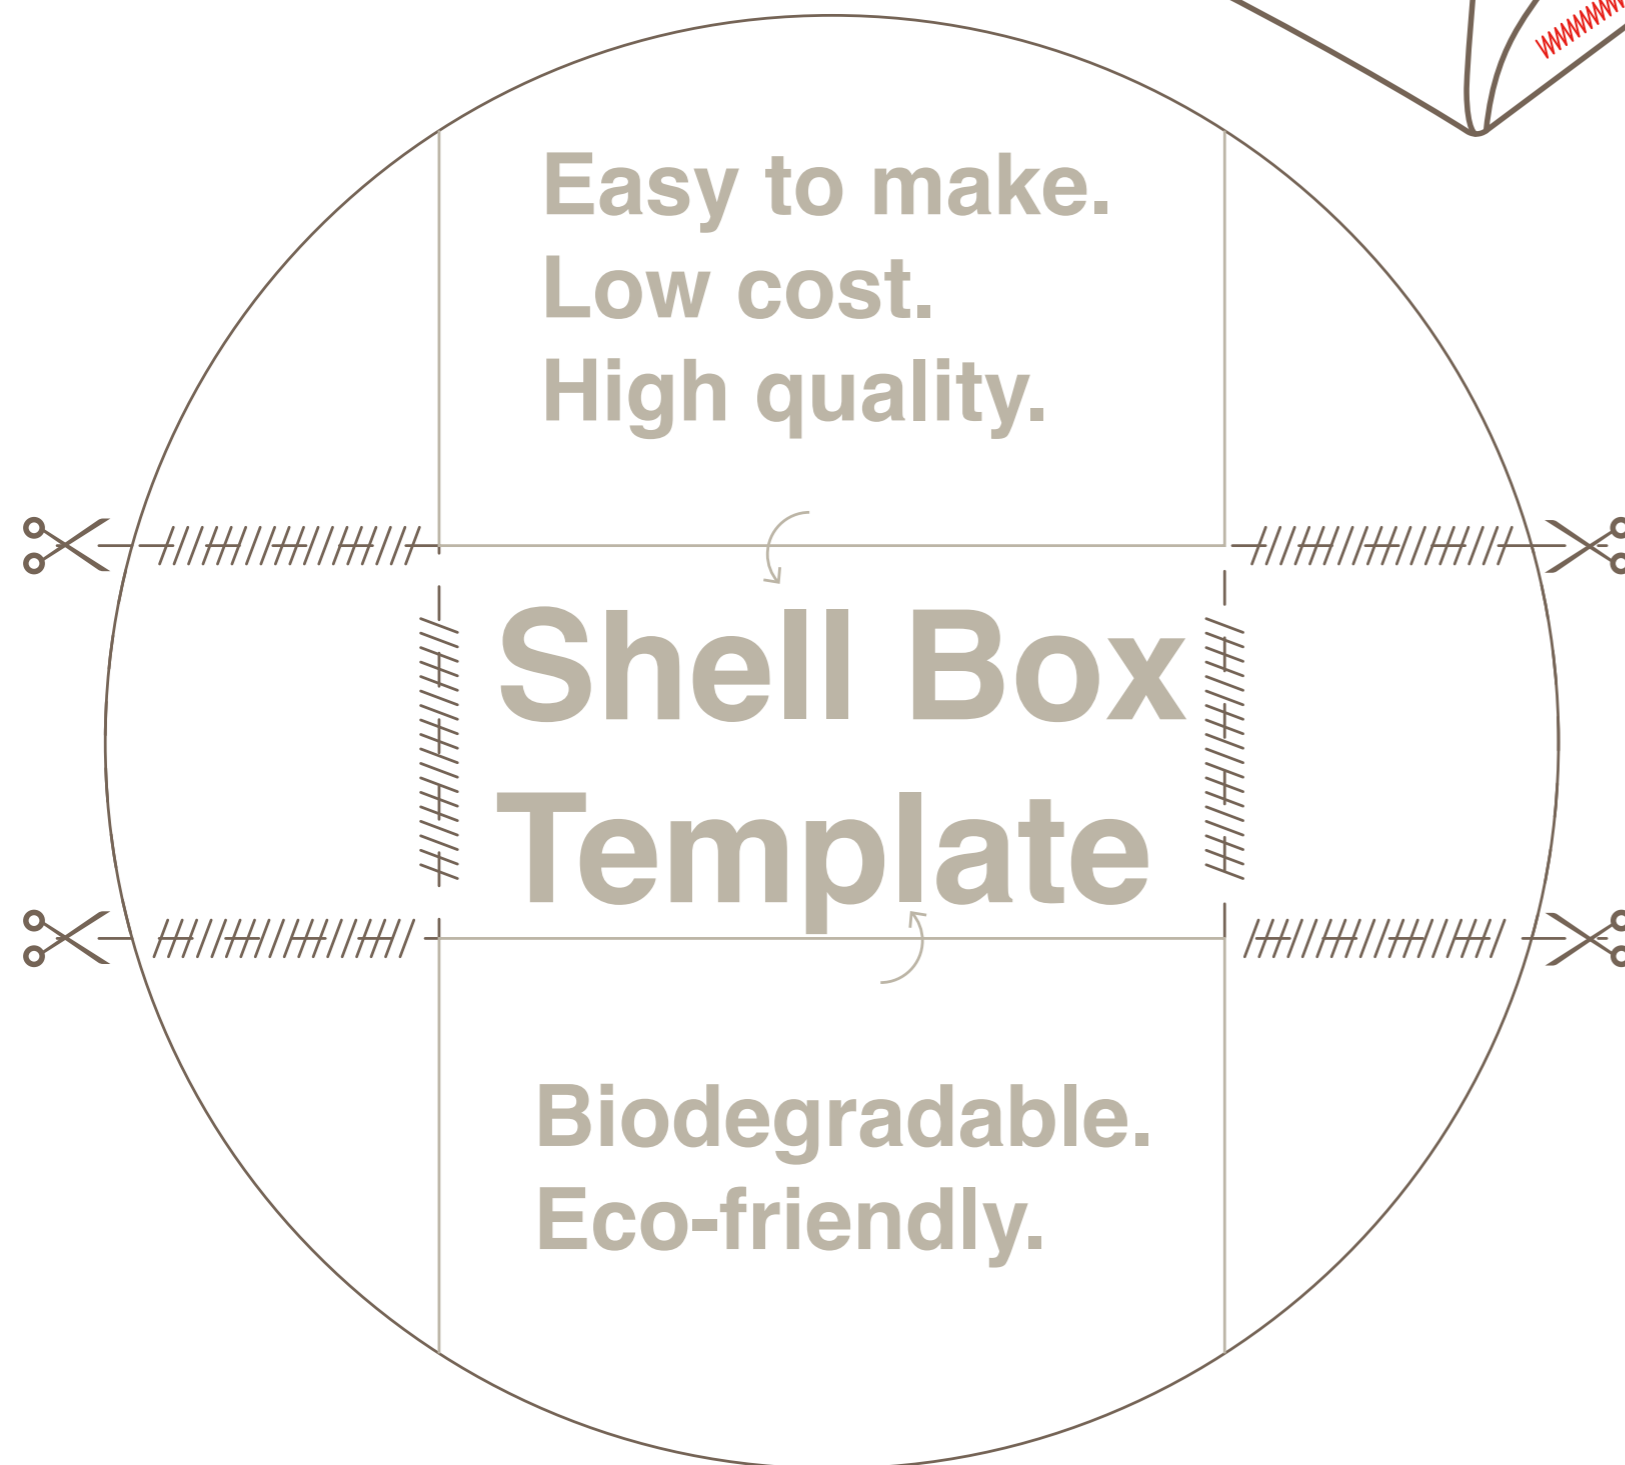 Easy to make.
Low cost.
High quality.
Shell Box
Template
Biodegradable.
Eco-friendly.